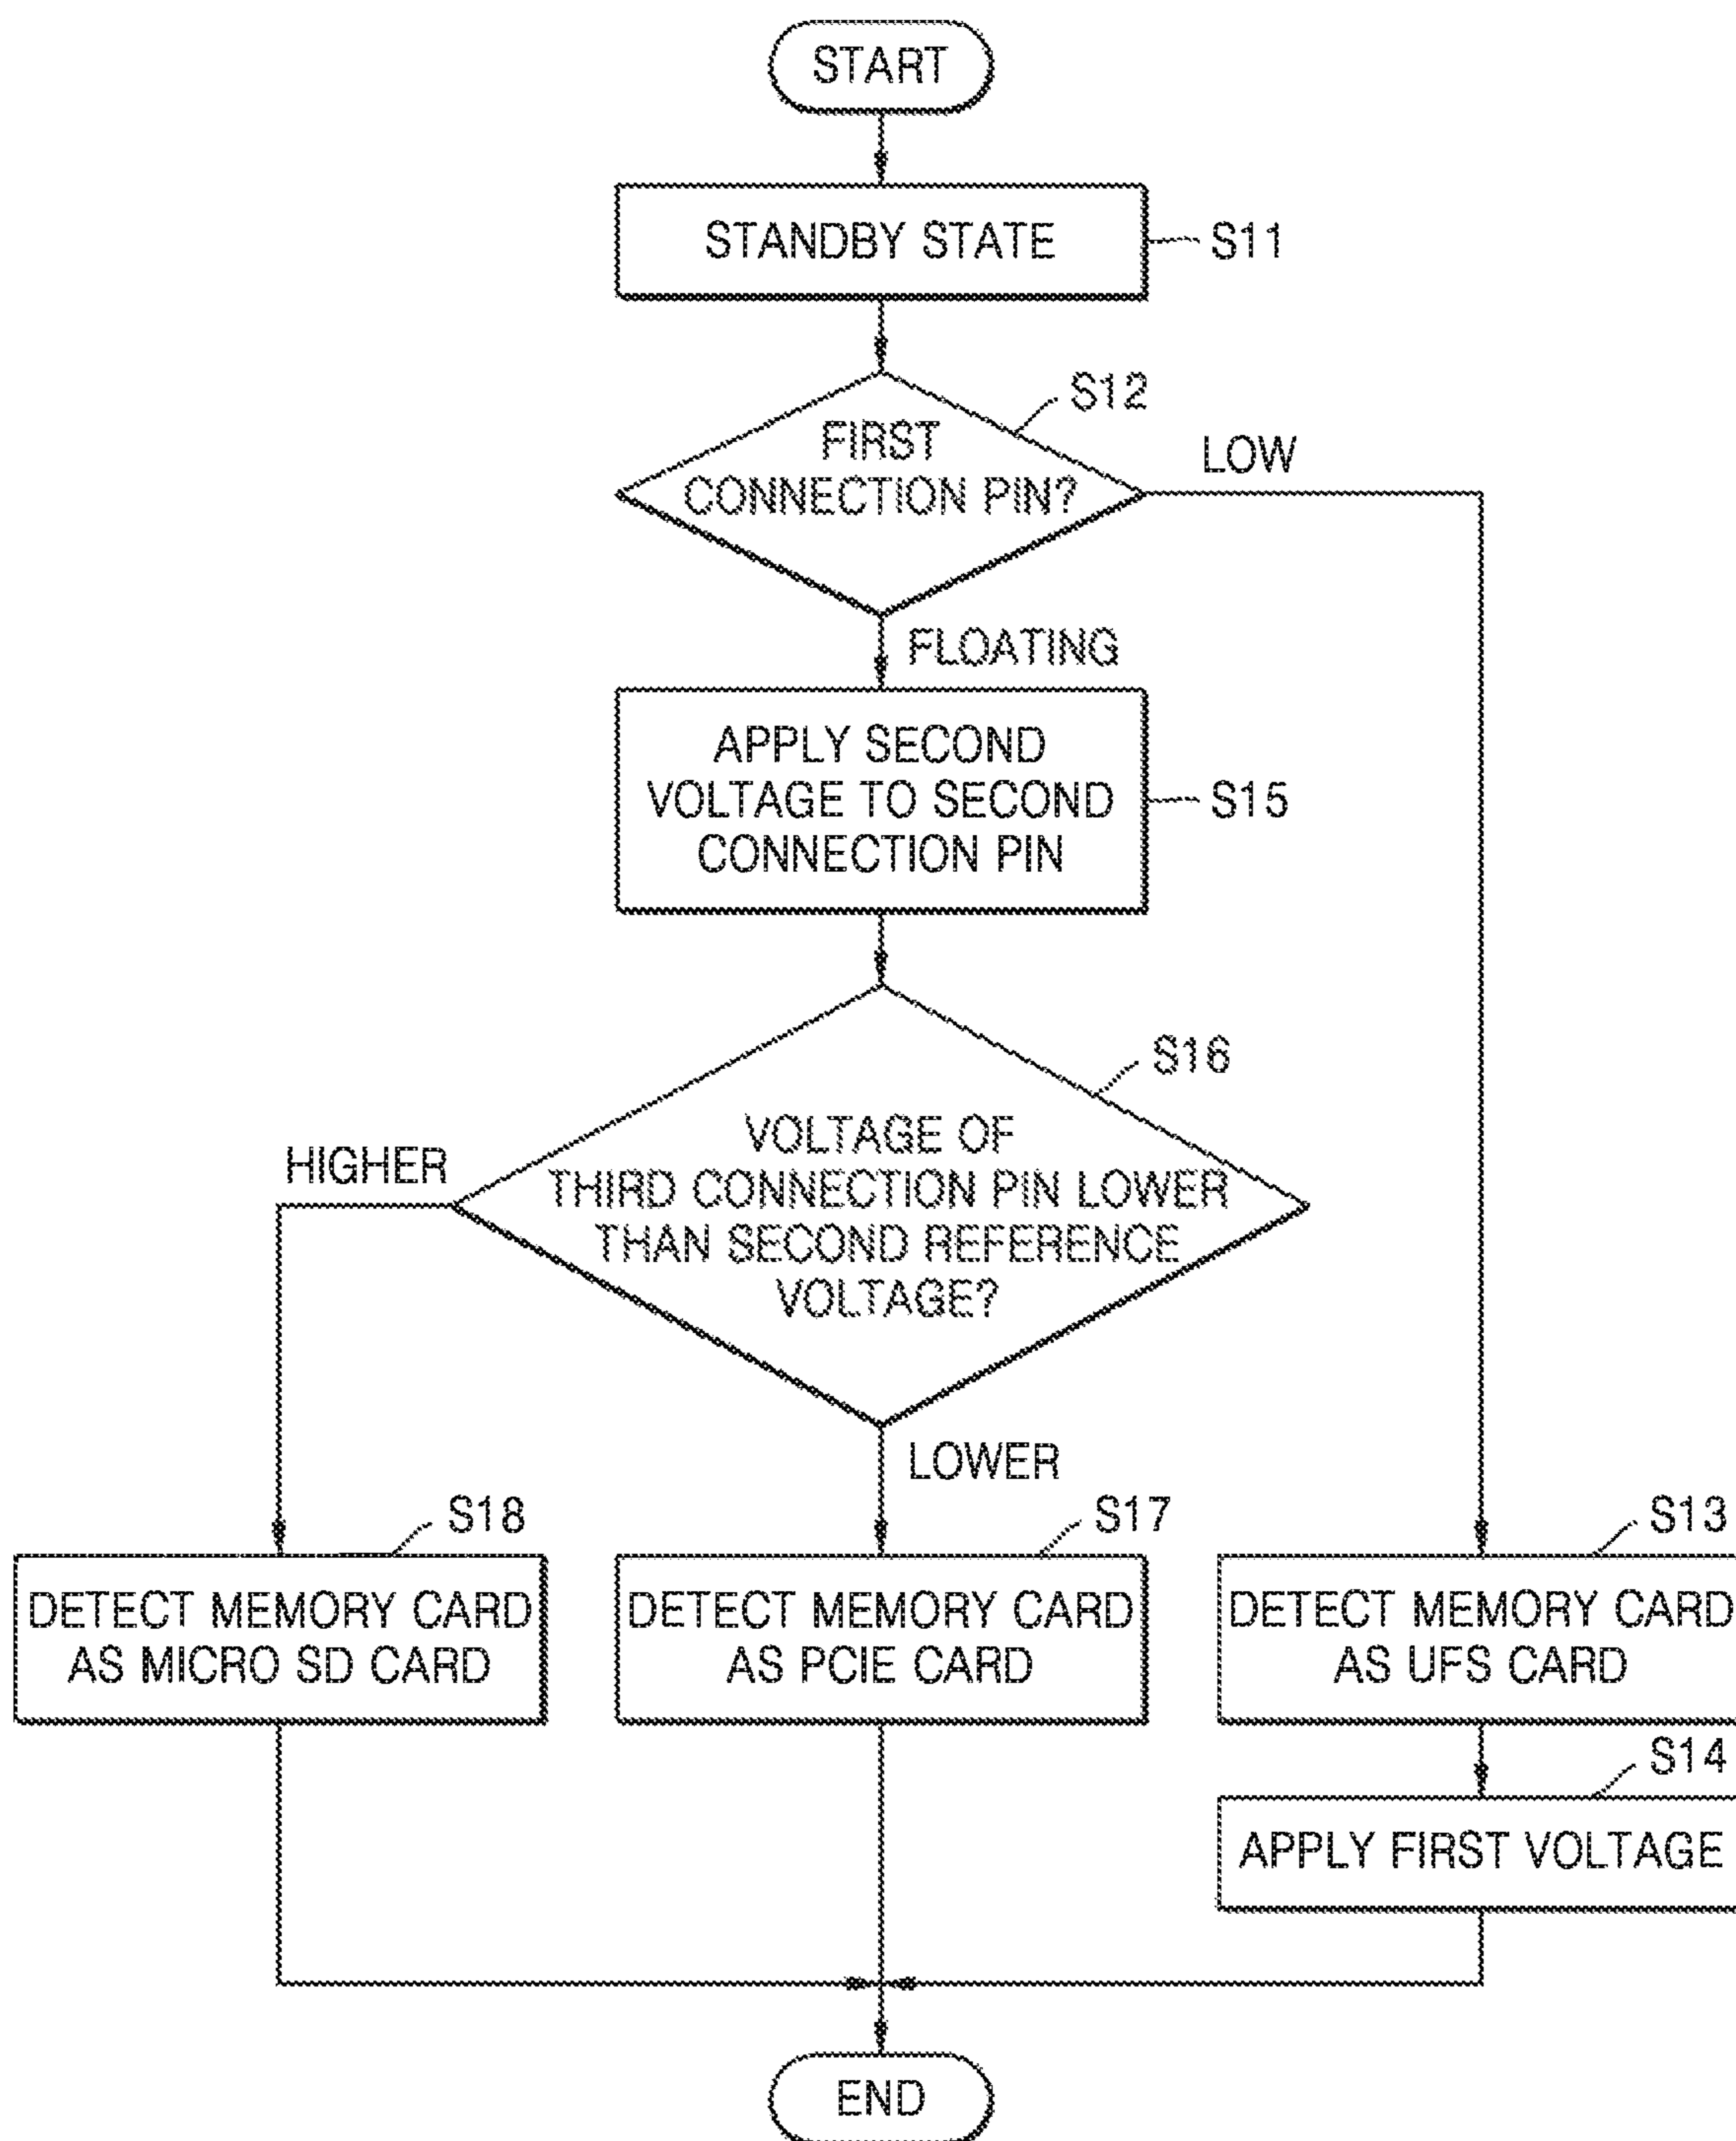 START
STANDBY STATE
S11
S12
FIRST
CONNECTION PIN?
LOW
FLOATING
APPLY SECOND
VOLTAGE TO SECOND
CONNECTION PIN
S15
S16
VOLTAGE OF
THIRD CONNECTION PIN LOWER
THAN SECOND REFERENCE
VOLTAGE?
HIGHER
LOWER
S18
DETECT MEMORY CARD
AS MICRO SD CARD
S17
DETECT MEMORY CARD
AS PCIE CARD
S13
DETECT MEMORY CARD
AS UFS CARD
S14
APPLY FIRST VOLTAGE
END